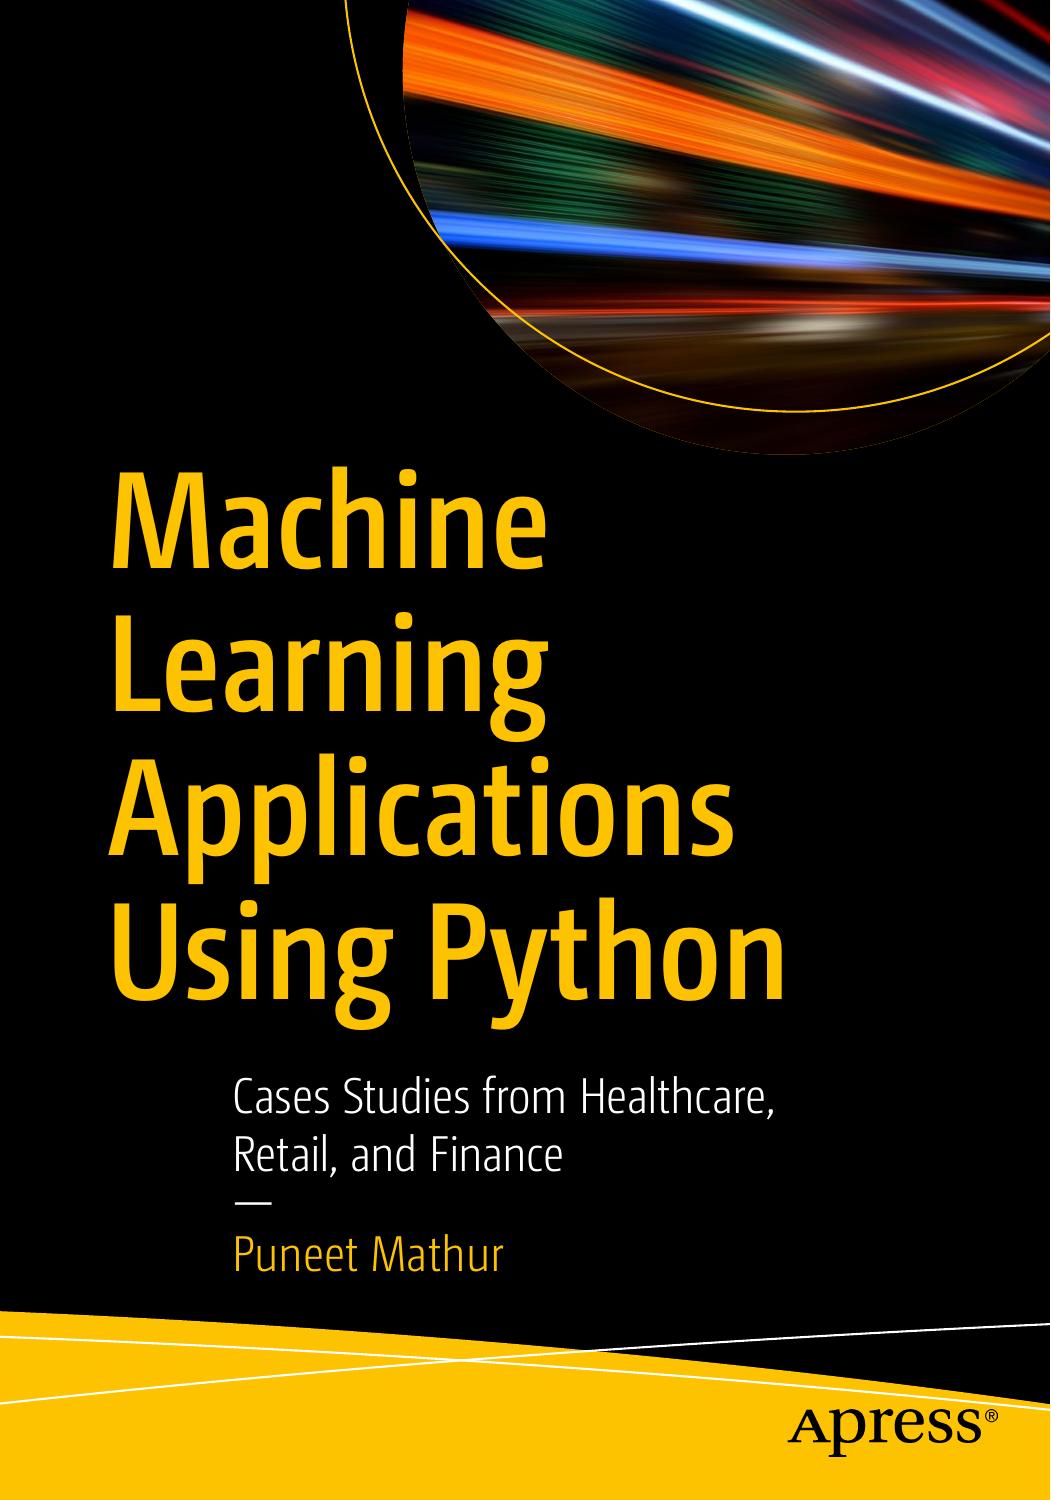 Machine
Learning
Applications
Using Python
Cases Studies from Healthcare,
Retail, and Finance
—
Puneet Mathur
Apress®